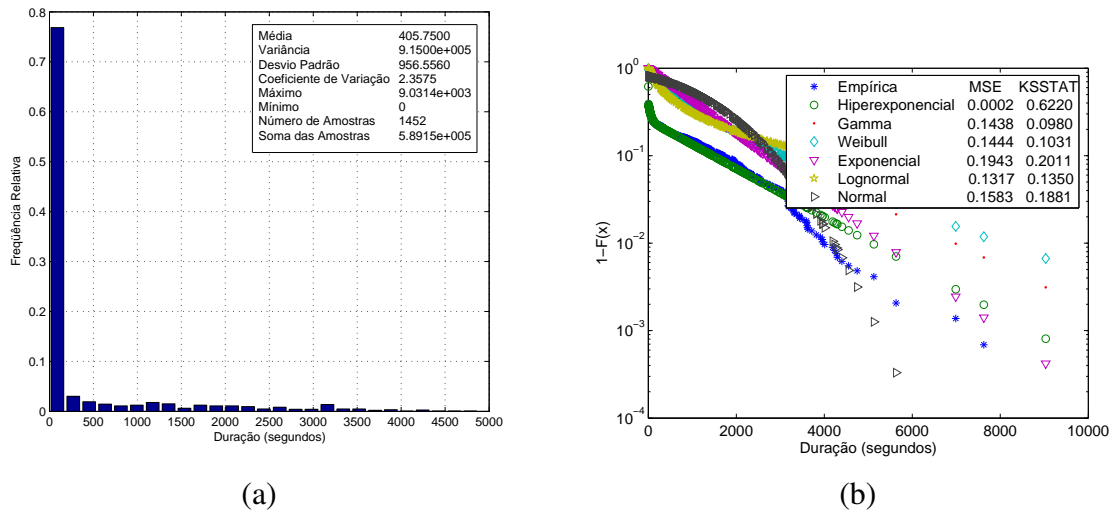 0.8
0.7
0.6
0.5
0.4
0.3
0.2
0.1
0
Freqüência Relativa
0 500 1000 1500 2000 2500 3000 3500 4000 4500 5000
Duração (segundos)
Média 405.7500
Variância 9.1500e+005
Desvio Padrão 956.5560
Coeficiente de Variação 2.3575
Máximo 9.0314e+003
Mínimo 0
Número de Amostras 1452
Soma das Amostras 5.8915e+005
(a)
10^0
10^-1
10^-2
10^-3
10^-4
1−F(x)
0 2000 4000 6000 8000 10000
Duração (segundos)
Empírica MSE KSSTAT
Hiperexponencial 0.0002 0.6220
Gamma 0.1438 0.0980
Weibull 0.1444 0.1031
Exponencial 0.1943 0.2011
Lognormal 0.1317 0.1350
Normal 0.1583 0.1881
(b)